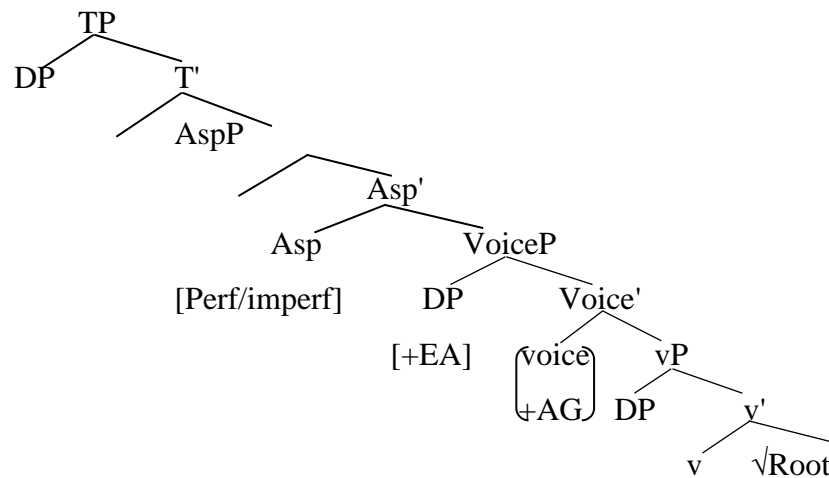 TP
DP T'
AspP
Asp'
Asp VoiceP
[Perf/imperf] DP Voice'
[+EA] voice vP
+AG DP v'
v √Root